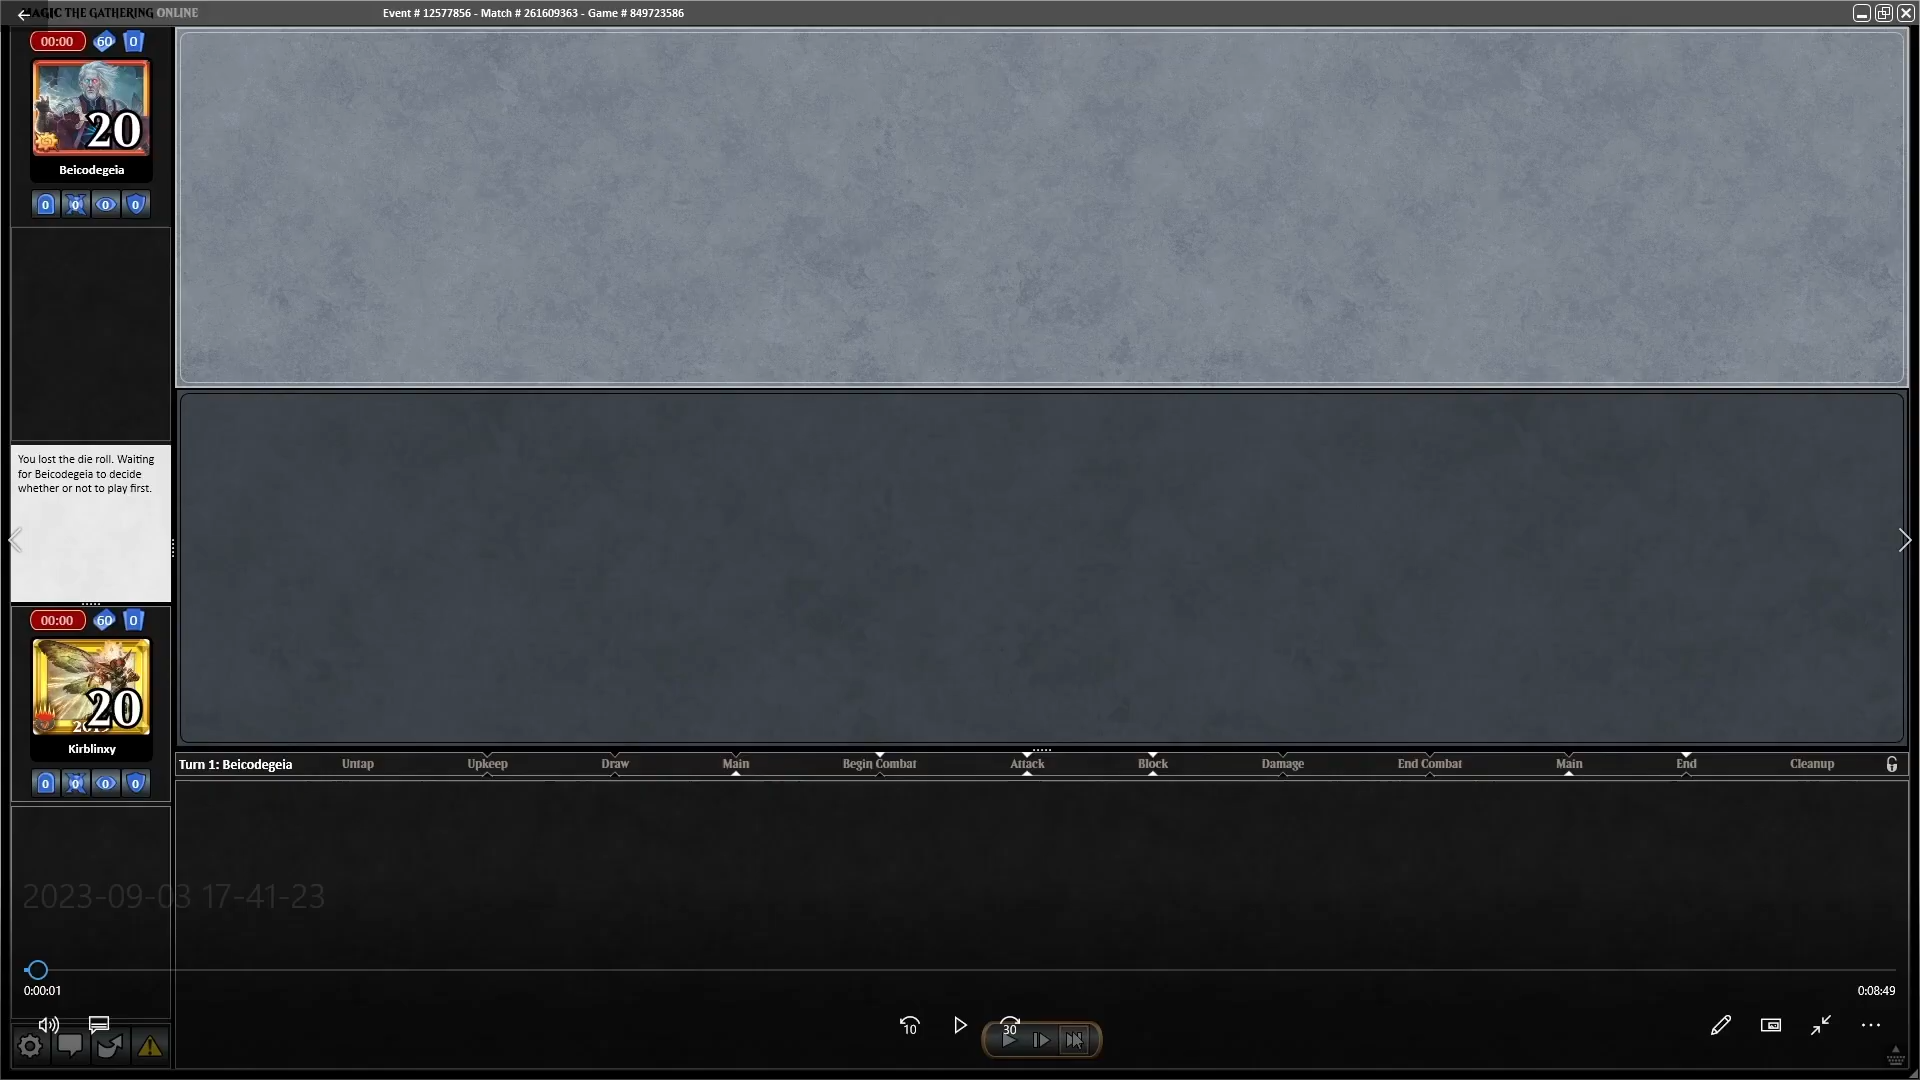 MAGIC THE GATHERING ONLINE
Event # 12577856 - Match # 261609363 - Game # 849723586
00:00 60 0
20
Beicodegeia
0 0 0 0
You lost the die roll. Waiting
for Beicodegeia to decide
whether or not to play first.
00:00 60 0
20
Kirblinxy
0 0 0 0
Turn 1: Beicodegeia Untap Upkeep Draw Main Begin Combat Attack Block Damage End Combat Main End Cleanup
2023-09-03 17-41-23
0:00:01 0:08:49
10 30